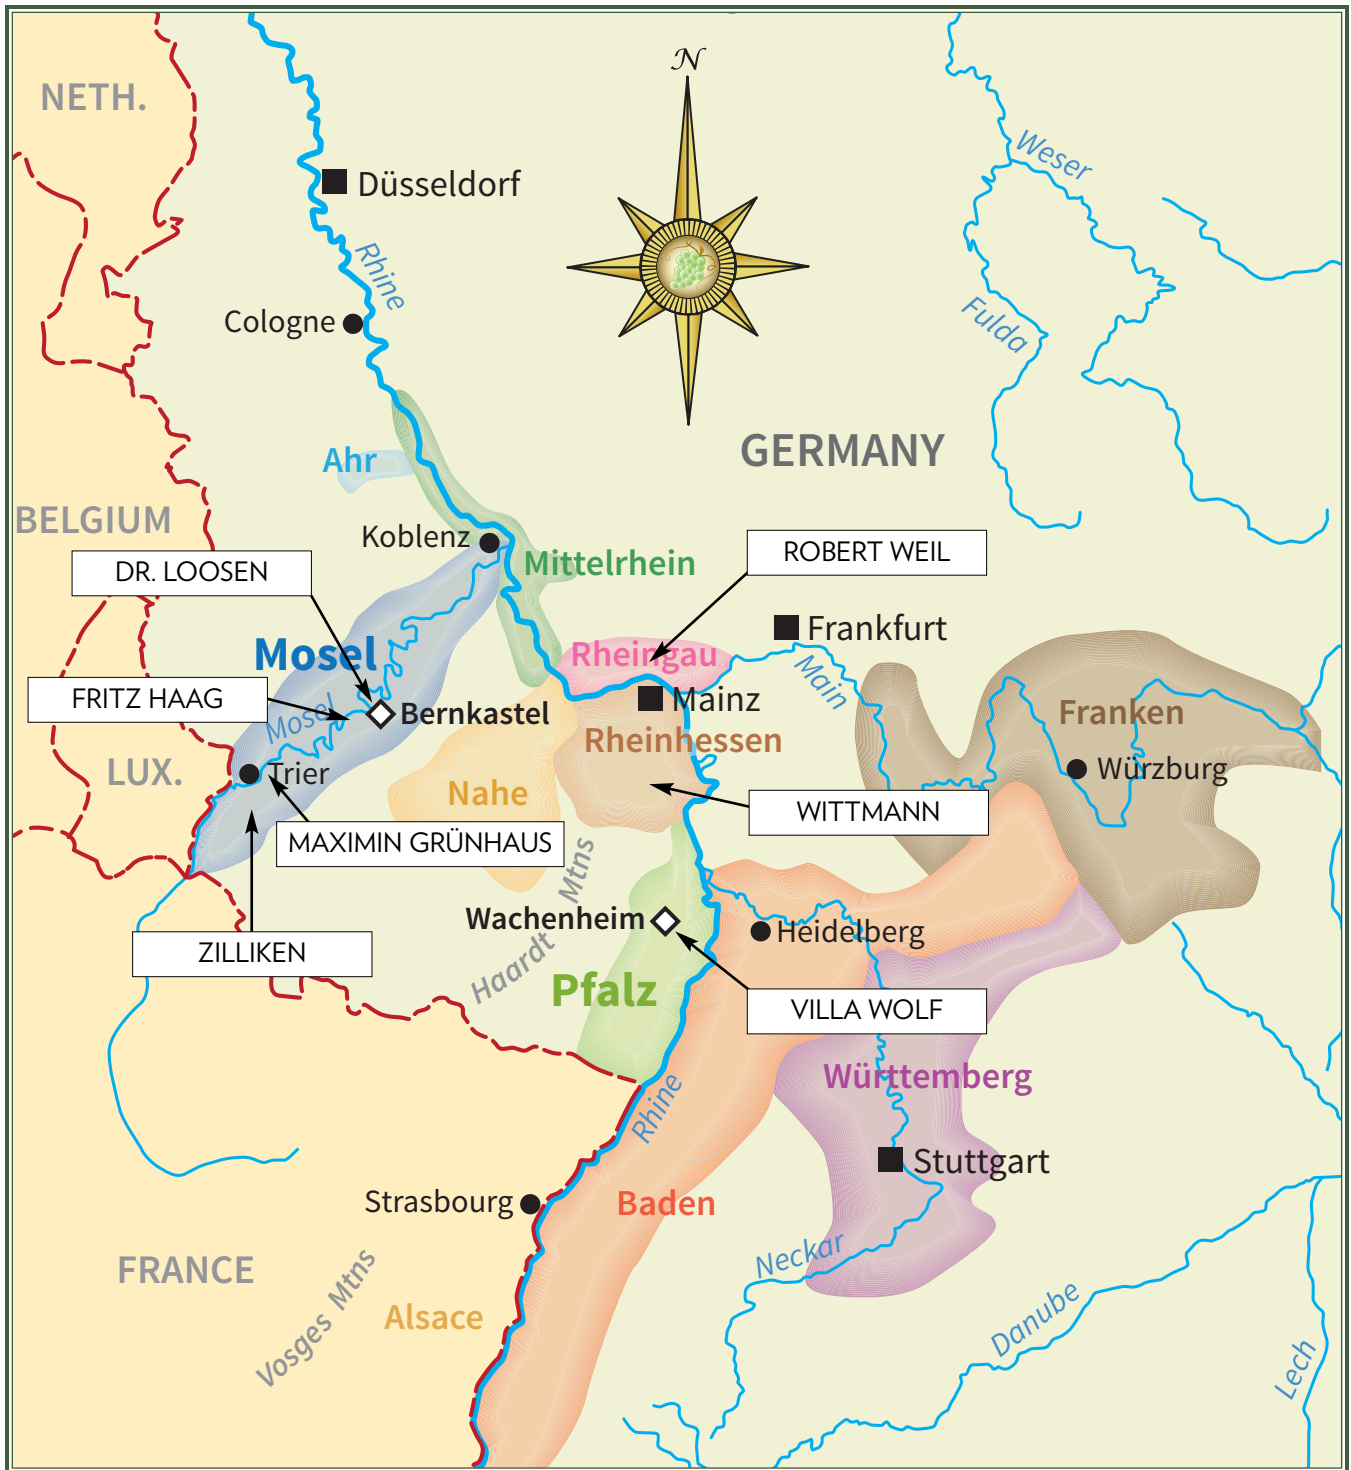 N
NETH.
Weser
Düsseldorf
Rhine
Fulda
Cologne
GERMANY
Ahr
BELGIUM
Koblenz
Mittelrhein
ROBERT WEIL
DR. LOOSEN
Frankfurt
Mosel
Rheingau
Main
FRITZ HAAG
Mosel
Bernkastel
Mainz
Franken
Rheinhessen
LUX.
Trier
Würzburg
Nahe
WITTMANN
MAXIMIN GRÜNHAUS
Haardt Mtns
Wachenheim
Heidelberg
ZILLIKEN
Pfalz
VILLA WOLF
Württemberg
Rhine
Stuttgart
Strasbourg
Baden
Neckar
FRANCE
Vosges Mtns
Alsace
Danube
Lech